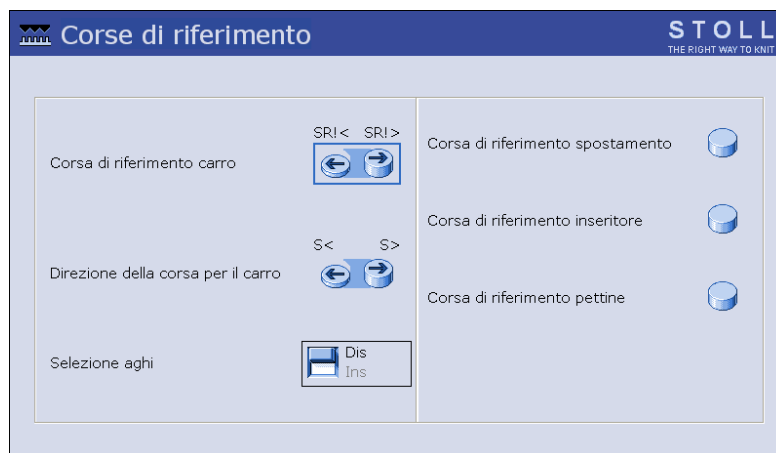 Corse di riferimento
STOLL
THE RIGHT WAY TO KNIT
SR!< SR!>
Corsa di riferimento carro
S< S>
Direzione della corsa per il carro
Selezione aghi
Dis
Ins
Corsa di riferimento spostamento
Corsa di riferimento inseritore
Corsa di riferimento pettine